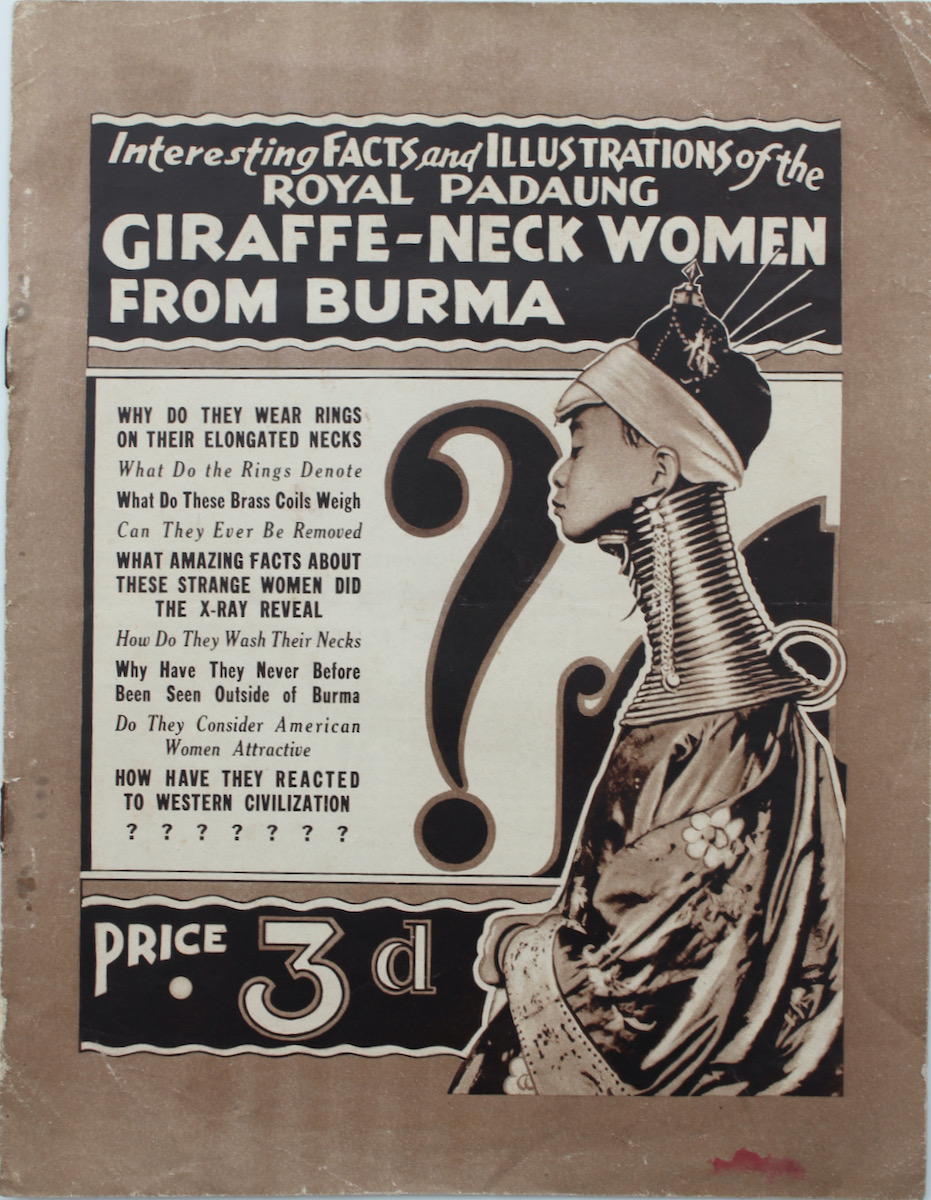 Interesting FACTS and ILLUSTRATIONS of the
ROYAL PADAUNG
GIRAFFE-NECK WOMEN
FROM BURMA
WHY DO THEY WEAR RINGS
ON THEIR ELONGATED NECKS
What Do the Rings Denote
What Do These Brass Coils Weigh
Can They Ever Be Removed
WHAT AMAZING FACTS ABOUT
THESE STRANGE WOMEN DID
THE X-RAY REVEAL
How Do They Wash Their Necks
Why Have They Never Before
Been Seen Outside of Burma
Do They Consider American
Women Attractive
HOW HAVE THEY REACTED
TO WESTERN CIVILIZATION
? ? ? ? ? ? ?
?
PRICE 3d